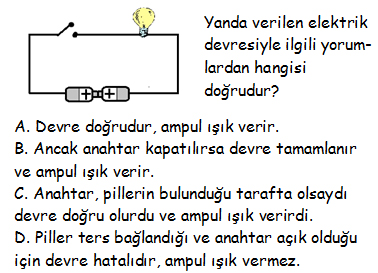 Yanda verilen elektrik
devresiyle ilgili yorum-
lardan hangisi
doğrudur?
A. Devre doğrudur, ampul ışık verir.
B. Ancak anahtar kapatılırsa devre tamamlanır
ve ampul ışık verir.
C. Anahtar, pillerin bulunduğu tarafta olsaydı
devre doğru olurdu ve ampul ışık verirdi.
D. Piller ters bağlandığı ve anahtar açık olduğu
için devre hatalıdır, ampul ışık vermez.